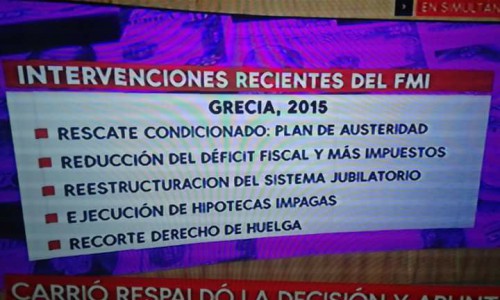 EN SIMULTÁN
INTERVENCIONES RECIENTES DEL FMI
GRECIA, 2015
RESCATE CONDICIONADO: PLAN DE AUSTERIDAD
REDUCCIÓN DEL DÉFICIT FISCAL Y MÁS IMPUESTOS
REESTRUCTURACION DEL SISTEMA JUBILATORIO
EJECUCIÓN DE HIPOTECAS IMPAGAS
RECORTE DERECHO DE HUELGA
CARRIÓ RESPALDÓ LA DECISIÓN Y